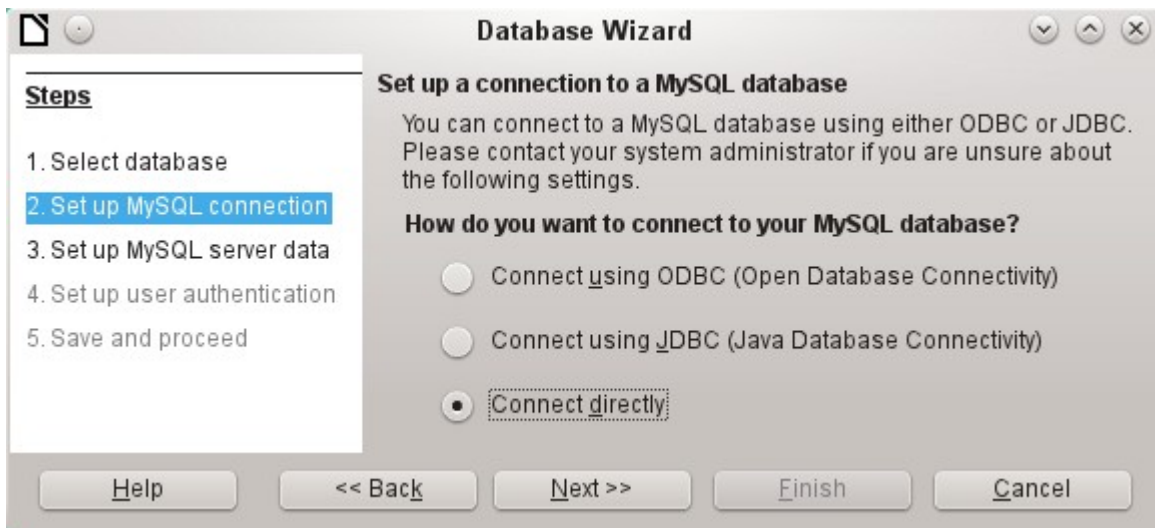 Database Wizard
Steps
1. Select database
2. Set up MySQL connection
3. Set up MySQL server data
4. Set up user authentication
5. Save and proceed
Set up a connection to a MySQL database
You can connect to a MySQL database using either ODBC or JDBC.
Please contact your system administrator if you are unsure about
the following settings.
How do you want to connect to your MySQL database?
Connect using ODBC (Open Database Connectivity)
Connect using JDBC (Java Database Connectivity)
Connect directly
Help
<< Back
Next >>
Finish
Cancel